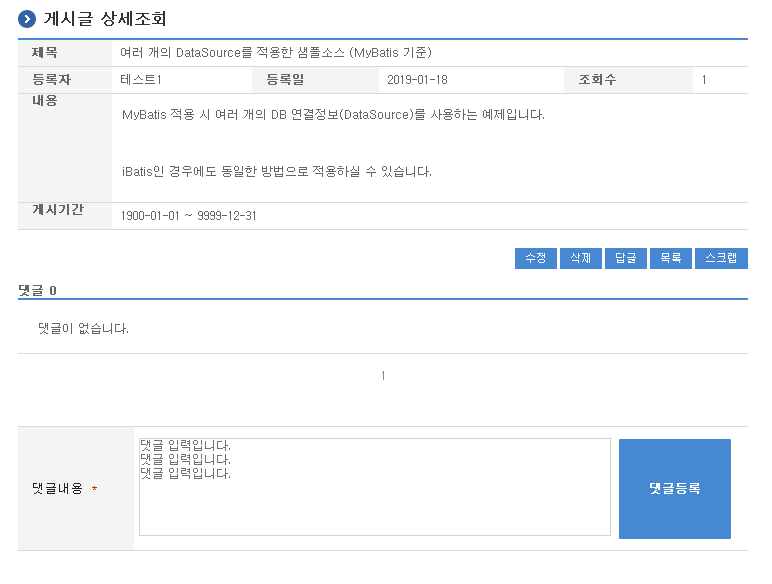 게시글 상세조회
제목 여러 개의 DataSource를 적용한 샘플소스 (MyBatis 기준)
등록자 테스트1 등록일 2019-01-18 조회수 1
내용
MyBatis 적용 시 여러 개의 DB 연결정보(DataSource)를 사용하는 예제입니다.
iBatis인 경우에도 동일한 방법으로 적용하실 수 있습니다.
게시기간 1900-01-01 ~ 9999-12-31
수정 삭제 답글 목록 스크랩
댓글 0
댓글이 없습니다.
1
댓글 입력입니다.
댓글 입력입니다.
댓글 입력입니다.
댓글내용 * 댓글등록